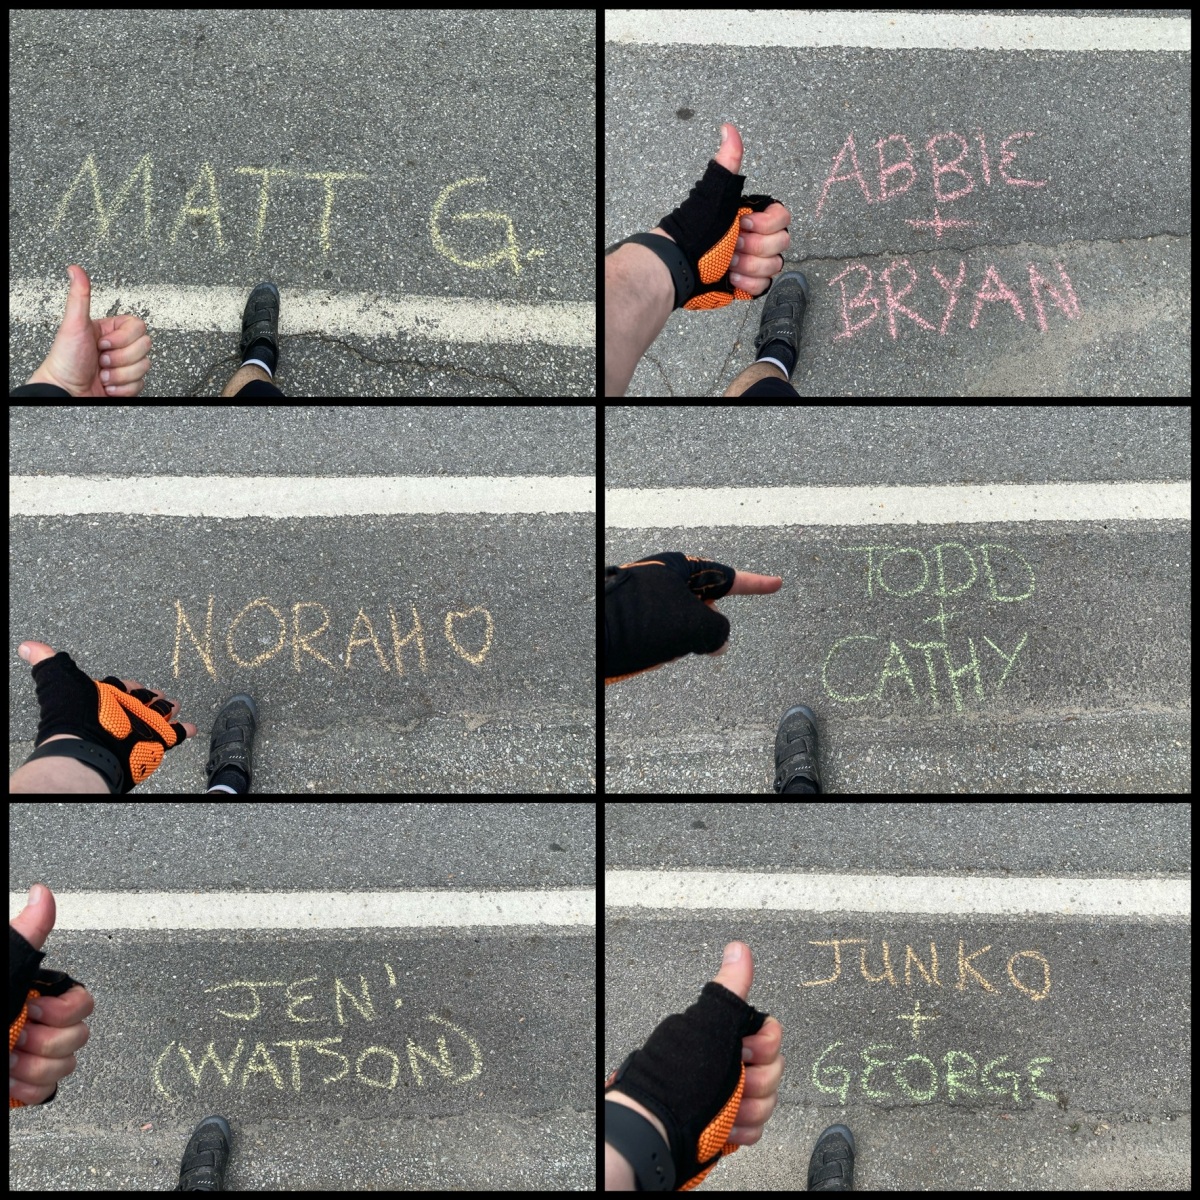 MATT G.
ABBIE
+
BRYAN
NORAH♡
TODD
+
CATHY
JEN!
(WATSON)
JUNKO
+
GEORGE